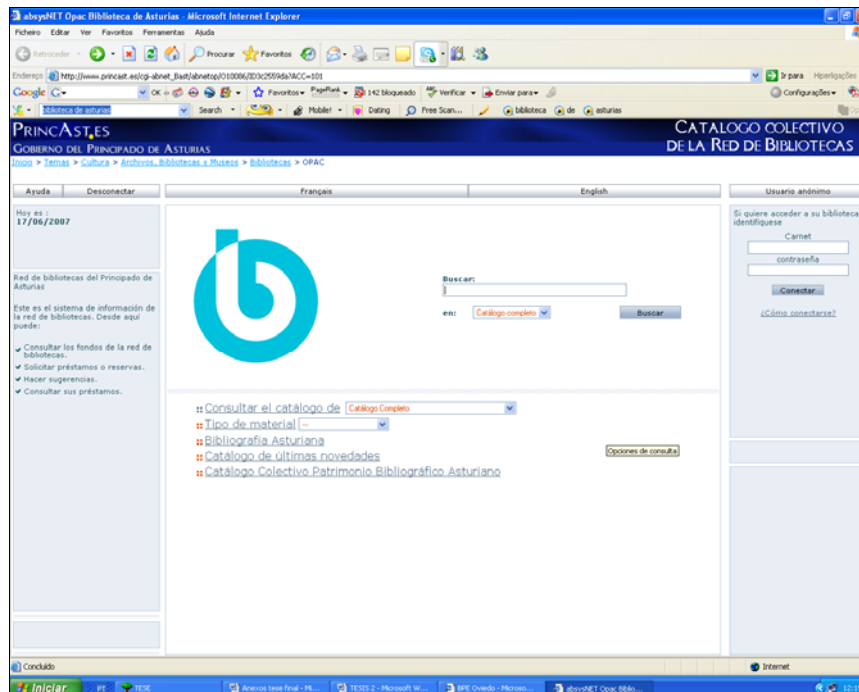 absysNET Opac Biblioteca de Asturias - Microsoft Internet Explorer
Ficheiro Editar Ver Favoritos Ferramentas Ajuda
Retroceder Procurar Favoritos
Endereço http://www.princast.es/cgi-abnet_Bast/abnetop/O10086/ID3c2559da?ACC=101 Ir para Hiperligações
Google G OK Favoritos PageRank 142 bloqueado Verificar Enviar para Configurações
biblioteca de asturias Search Mobile! Dating Free Scan... biblioteca de asturias
PRINCAST.ES CATALOGO COLECTIVO
GOBIERNO DEL PRINCIPADO DE ASTURIAS DE LA RED DE BIBLIOTECAS
Inicio > Temas > Cultura > Archivos, Bibliotecas y Museos > Bibliotecas > OPAC
Ayuda Desconectar Français English Usuario anónimo
Hoy es :
17/06/2007
Si quiere acceder a su biblioteca
identifíquese
Carnet
contraseña
Conectar
¿Cómo conectarse?
Red de bibliotecas del Principado de
Asturias
Este es el sistema de información de
la red de bibliotecas. Desde aquí
puede:
Consultar los fondos de la red de
bibliotecas.
Solicitar préstamos o reservas.
Hacer sugerencias.
Consultar sus préstamos.
b
Buscar:
en: Catálogo completo Buscar
Consultar el catálogo de Catálogo Completo
Tipo de material --
Bibliografía Asturiana
Catálogo de últimas novedades
Catálogo Colectivo Patrimonio Bibliográfico Asturiano
Opciones de consulta
Concluído Internet
Iniciar PT TESE Anexos tese final - Mi... TESIS 2 - Microsoft W... BPE Oviedo - Microso... absysNET Opac Biblio...